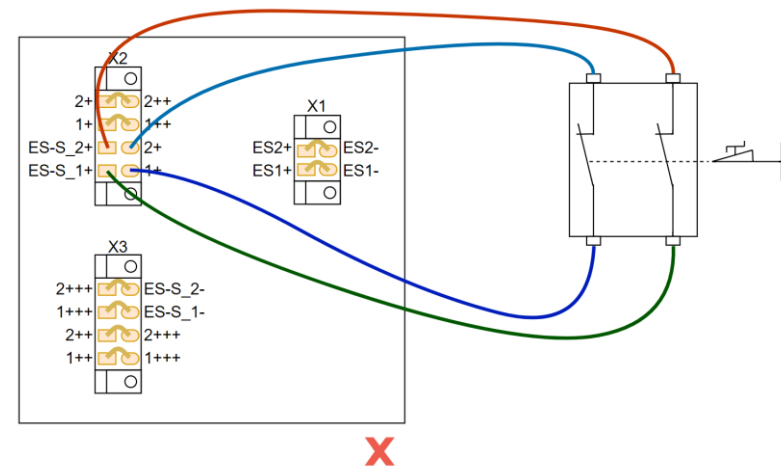 X2
2+ 2++
1+ 1++
ES-S_2+ 2+
ES-S_1+ 1+
X1
ES2+ ES2-
ES1+ ES1-
X3
2+++ ES-S_2-
1+++ ES-S_1-
2++ 2+++
1++ 1+++
X